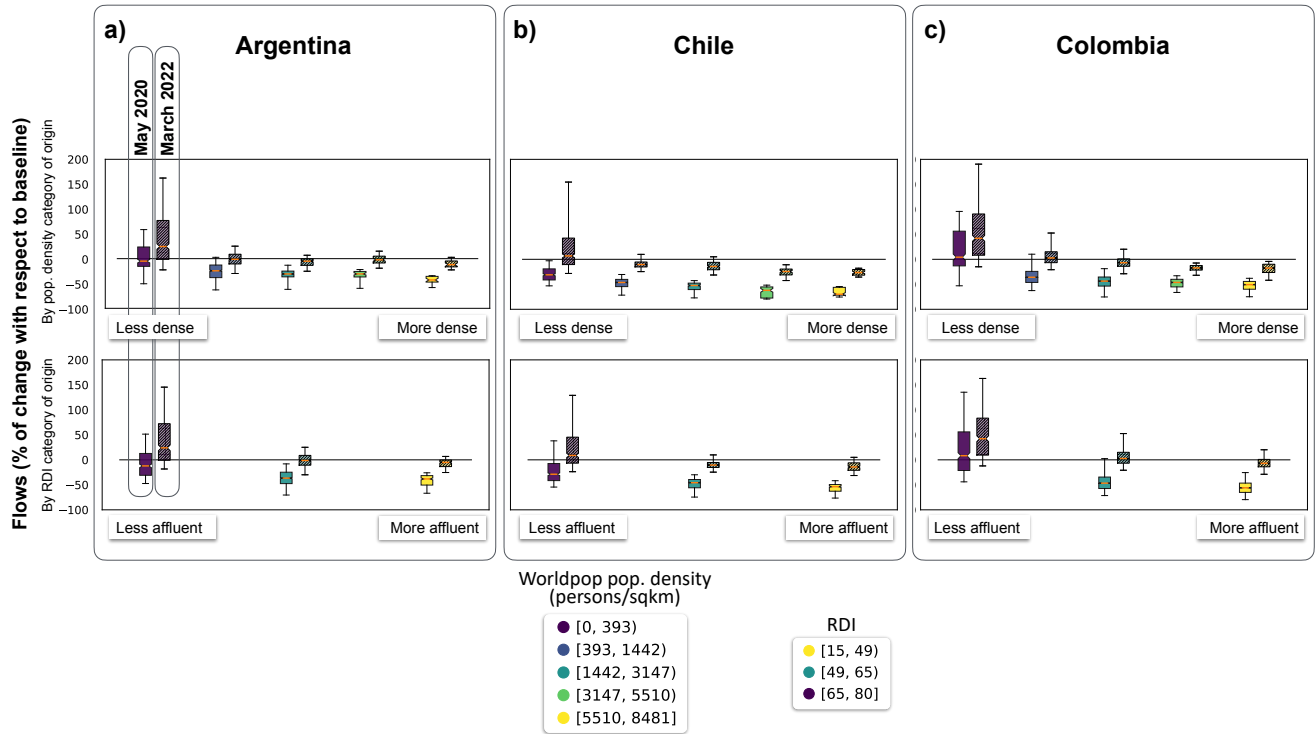 a)
Argentina
b)
Chile
c)
Colombia
May 2020
March 2022
Flows (% of change with respect to baseline)
By pop. density category of origin
200
150
100
50
0
−50
−100
Less dense
More dense
Less dense
More dense
Less dense
More dense
By RDI category of origin
200
150
100
50
0
−50
−100
Less affluent
More affluent
Less affluent
More affluent
Less affluent
More affluent
Worldpop pop. density
(persons/sqkm)
[0, 393)
[393, 1442)
[1442, 3147)
[3147, 5510)
[5510, 8481]
RDI
[15, 49)
[49, 65)
[65, 80]